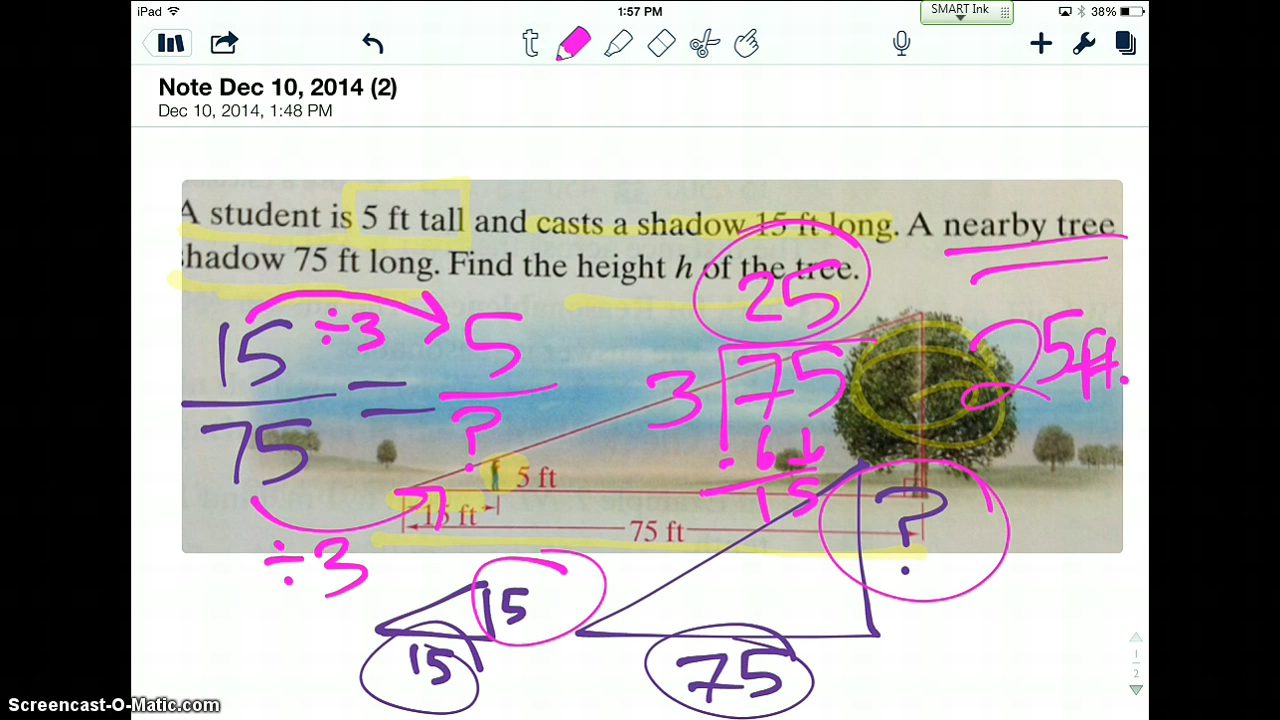 iPad 1:57 PM SMART Ink 38%
t
Note Dec 10, 2014 (2)
Dec 10, 2014, 1:48 PM
A student is 5 ft tall and casts a shadow 15 ft long. A nearby tree
hadow 75 ft long. Find the height h of the tree.
15 ÷3 5
75 = ?
÷3
25
3 75
- 6
15
25ft.
5 ft
15 ft
75 ft
?
15
15
75
1
2
Screencast-O-Matic.com